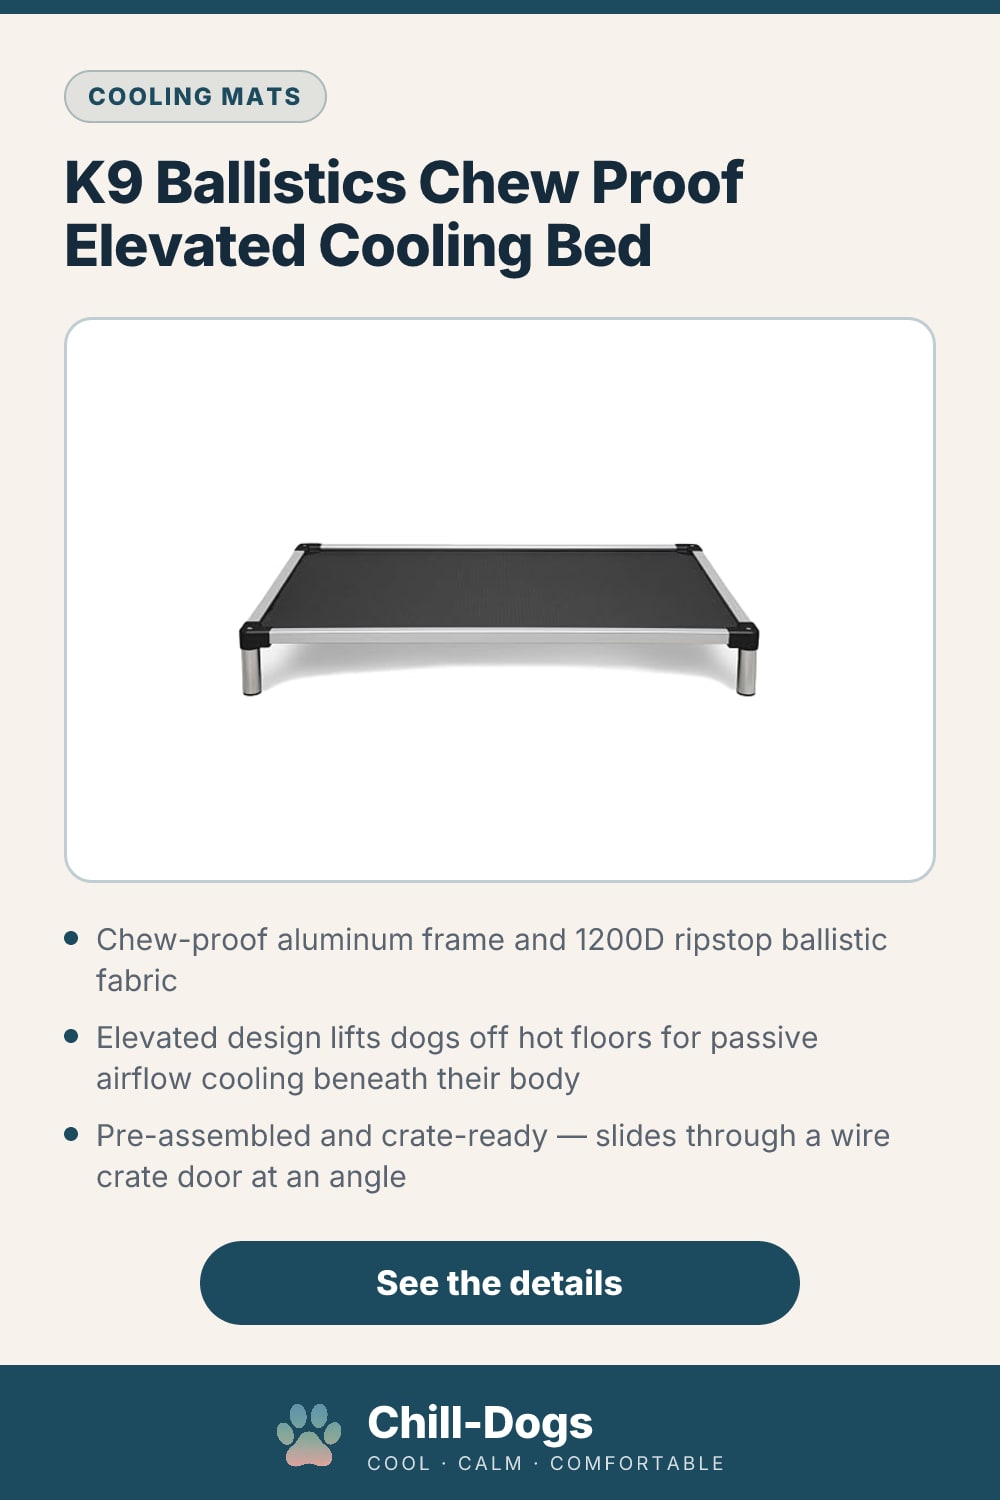 COOLING MATS
K9 Ballistics Chew Proof
Elevated Cooling Bed
Chew-proof aluminum frame and 1200D ripstop ballistic
fabric
Elevated design lifts dogs off hot floors for passive
airflow cooling beneath their body
Pre-assembled and crate-ready — slides through a wire
crate door at an angle
See the details
Chill-Dogs
COOL · CALM · COMFORTABLE